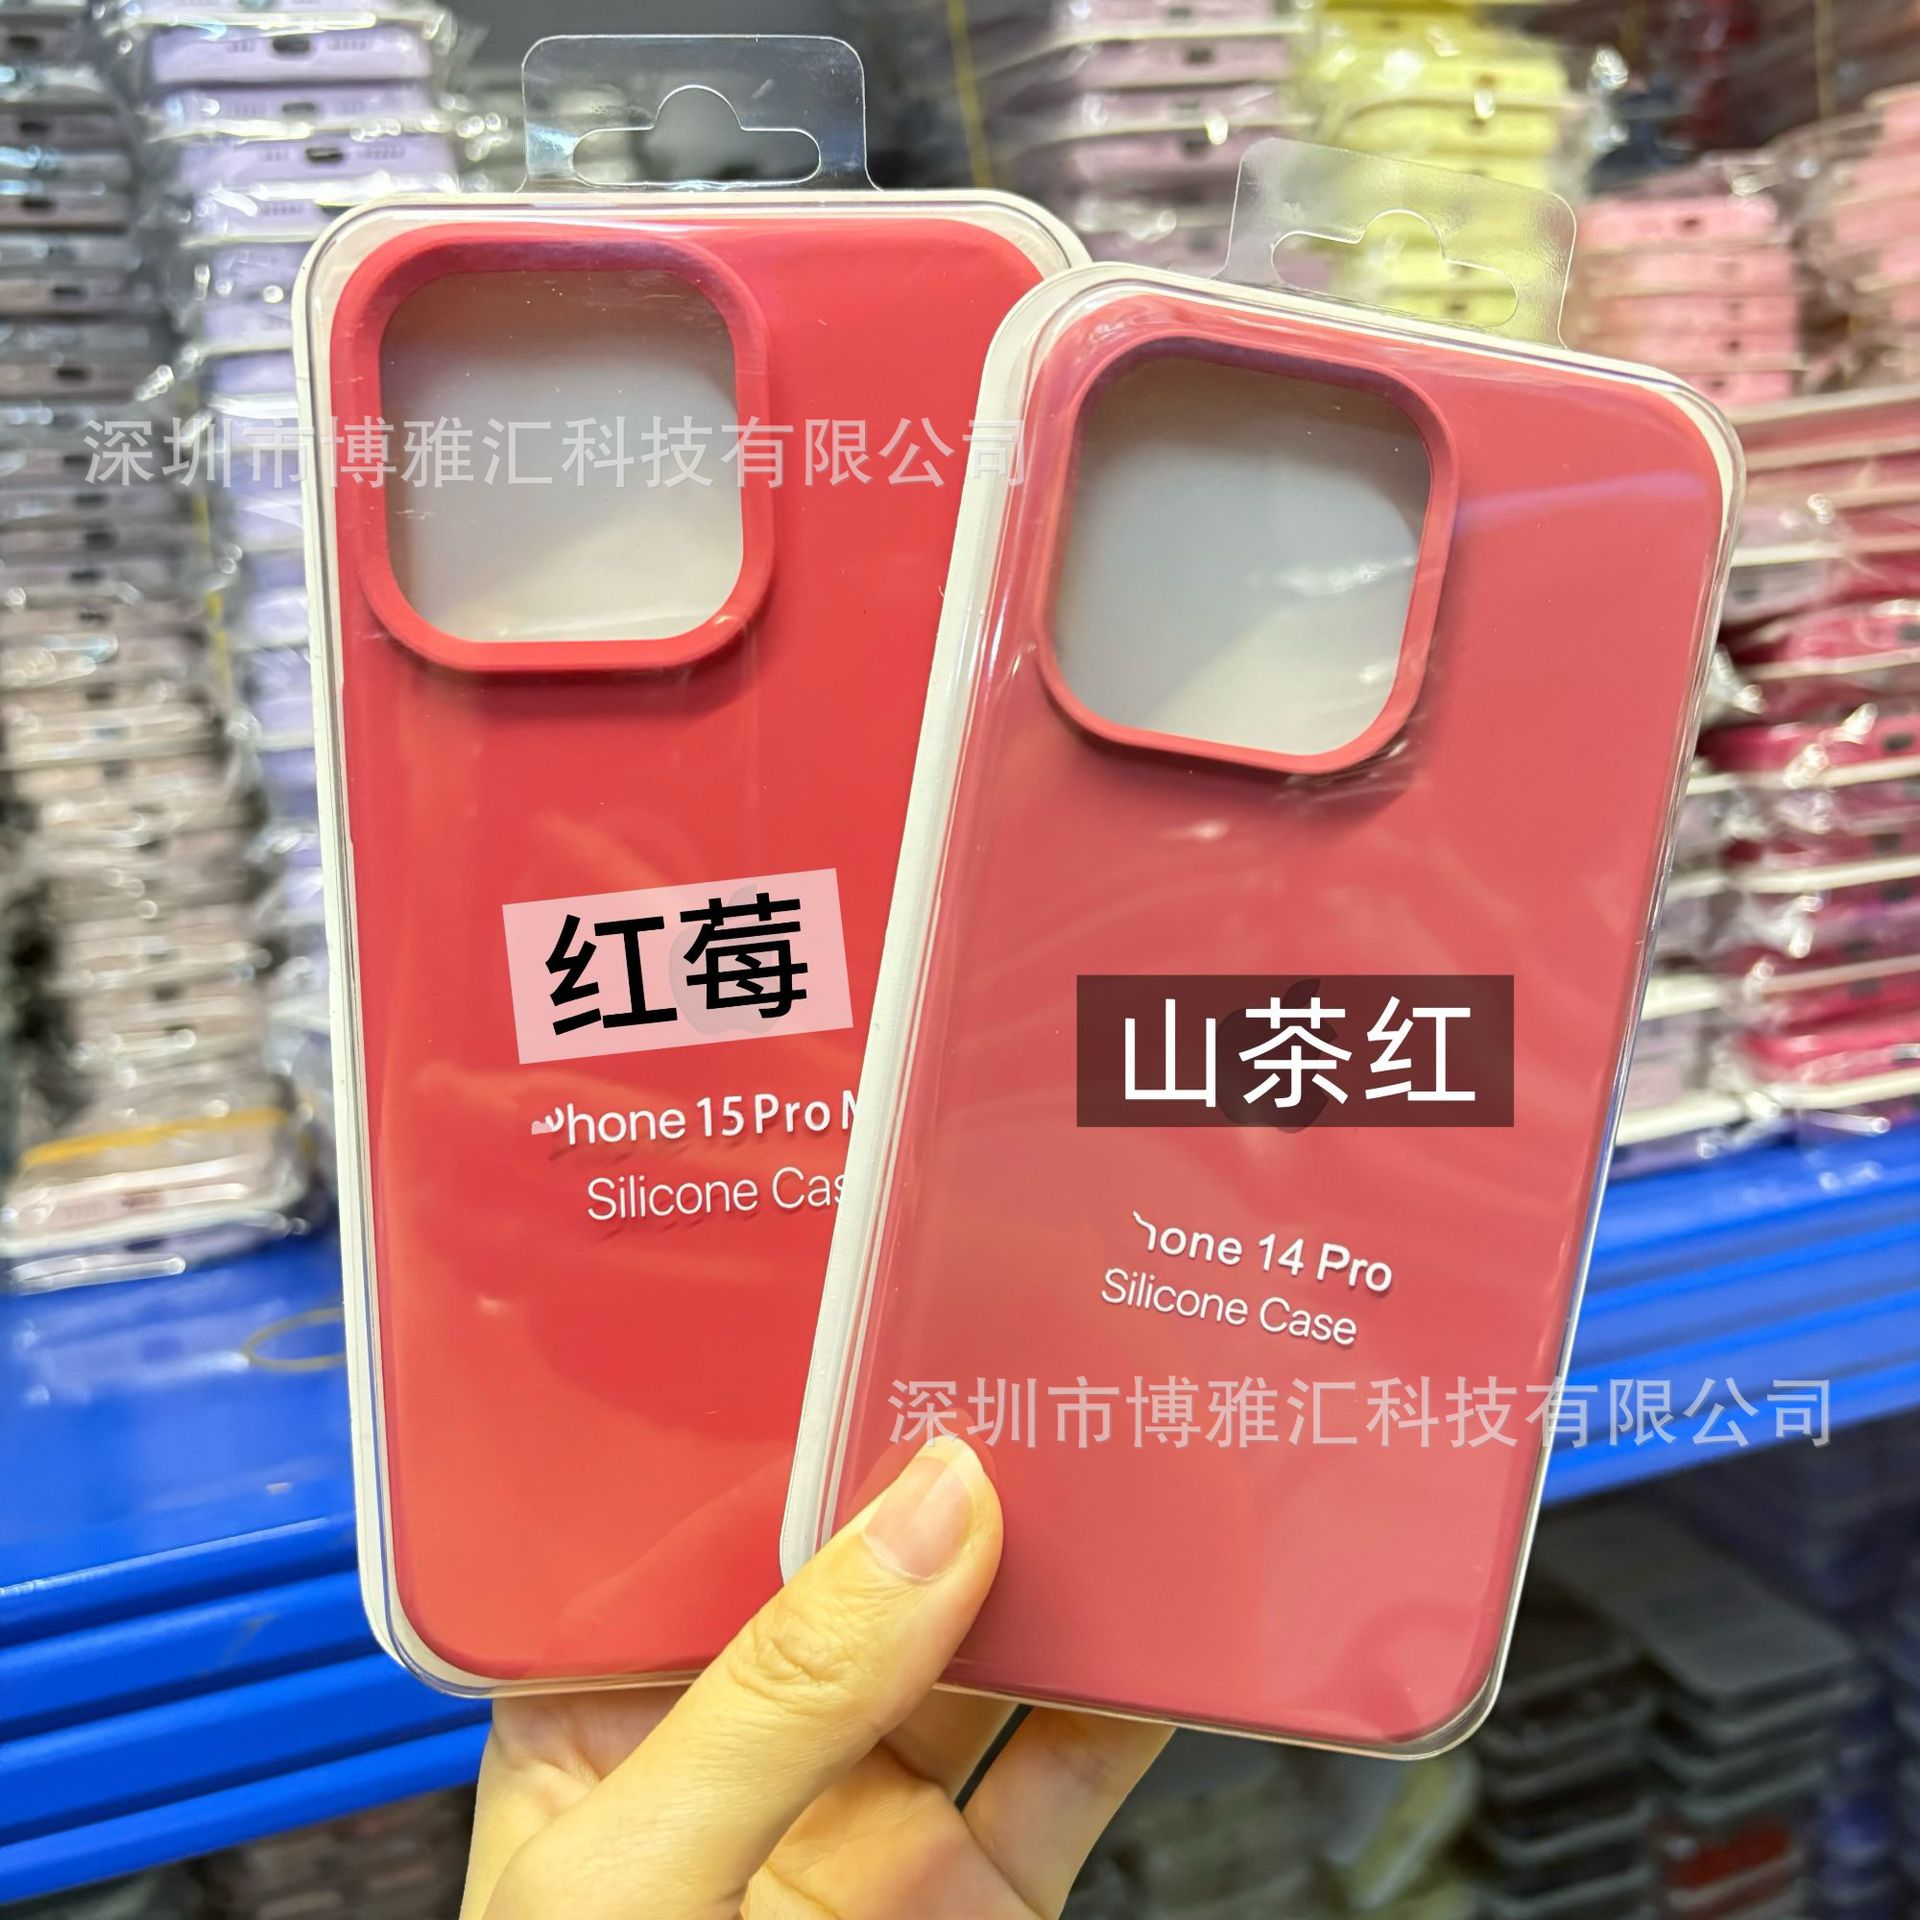 深圳市博雅汇科技有限公司
红莓
hone 15 Pro
Silicone Cas
山茶红
one 14 Pro
Silicone Case
深圳市博雅汇科技有限公司